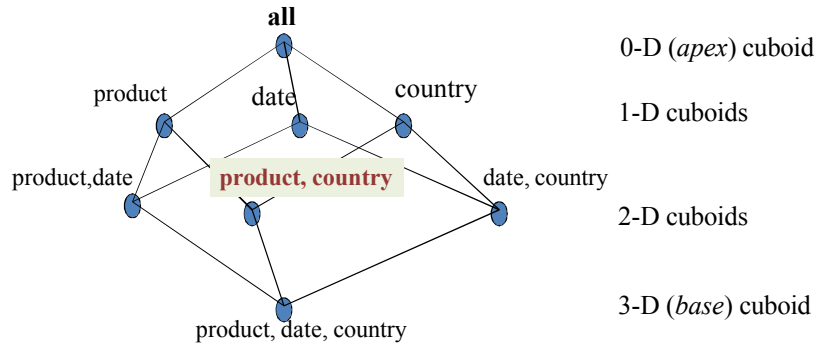 all
0-D (apex) cuboid
product
date
country
1-D cuboids
product,date
product, country
date, country
2-D cuboids
3-D (base) cuboid
product, date, country